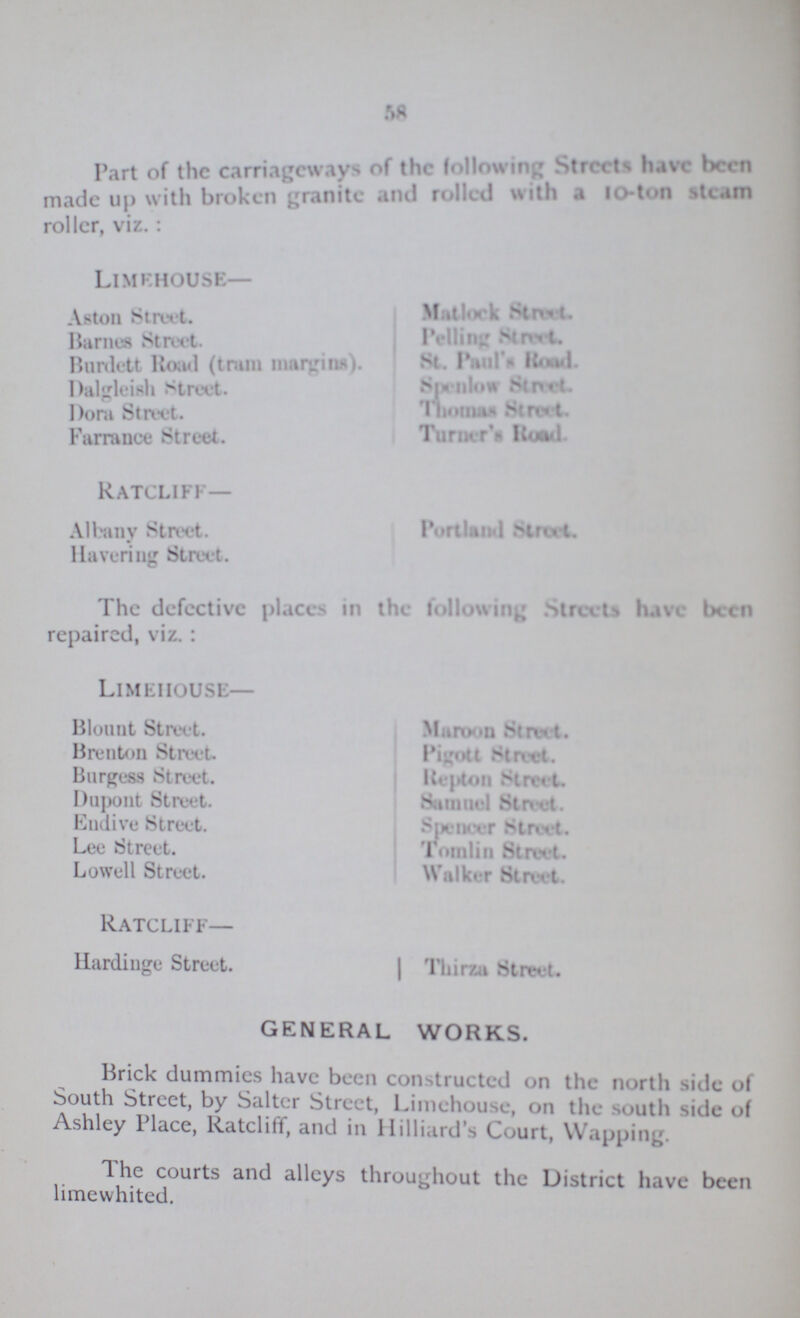 58
Part of the carriageways of the following Streets have been
made up with broken granite and rolled with a 10-ton steam
roller, viz. :
LIMEHOUSE—
Aston Street.
Barnes Street.
Burdett Road (tram margins).
Dalgleish Street.
Dora Street.
Farrance Street.
Matlock Street.
Pelling Street.
St. Paul's Road.
Spenlow Street.
Thomas Street.
Turner's Road.
RATCLIFF—
Albany Street.
Havering Street.
Portland Street.
The defective places in the following Streets have been
repaired, viz. :
LIMEHOUSE—
Blount Street.
Brenton Street.
Burgess Street.
Dupont Street.
Endive Street.
Lee Street.
Lowell Street.
Maroon Street.
Pigott Street.
Repton Street.
Samuel Street.
Spencer Street.
Tomlin Street.
Walker Street.
RATCLIFF—
Hardinge Street.
Thirza Street.
GENERAL WORKS.
Brick dummies have been constructed on the north side of
South Street, by Salter Street, Limehouse, on the south side of
Ashley Place, Ratcliff, and in Hilliard's Court, Wapping.
The courts and alleys throughout the District have been
limewhited.